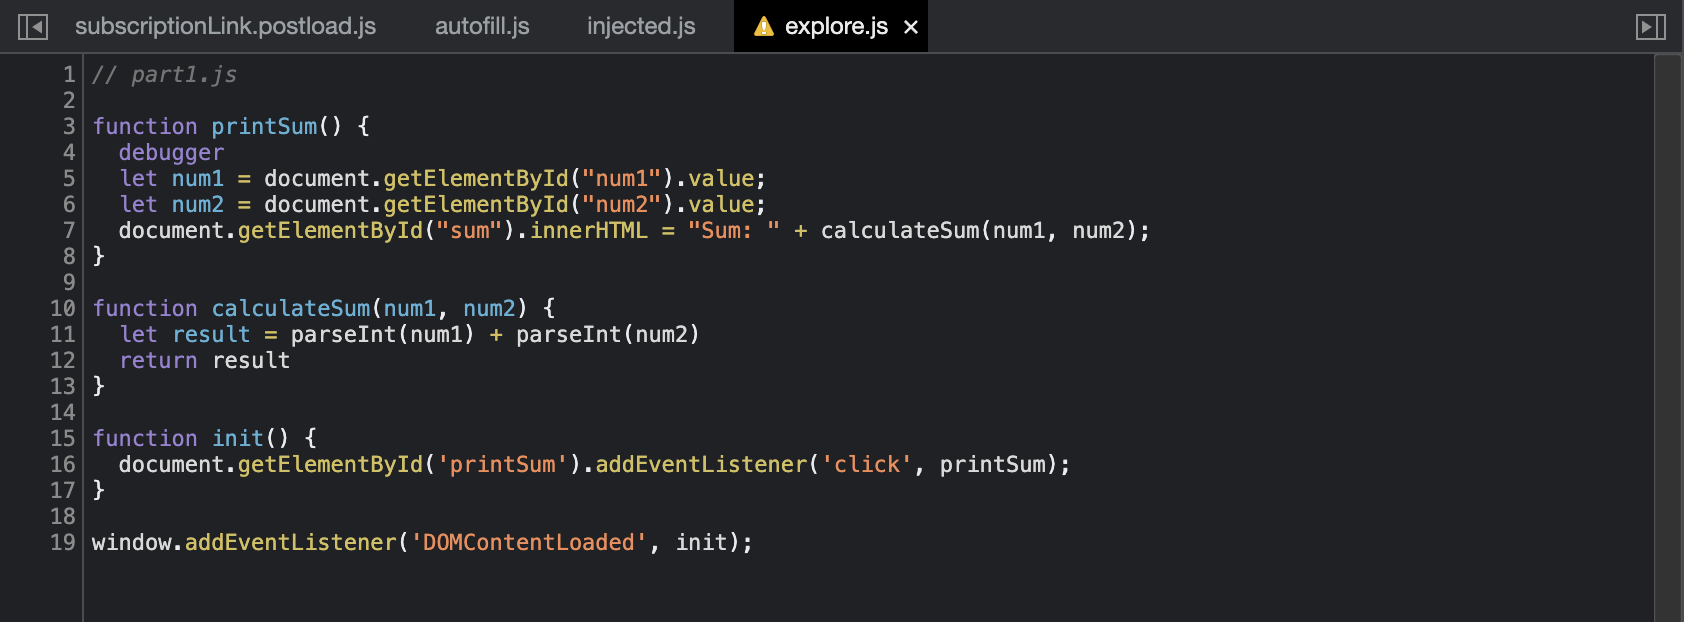 subscriptionLink.postload.js autofill.js injected.js explore.js ×
1 // part1.js
2
3 function printSum() {
4   debugger
5   let num1 = document.getElementById("num1").value;
6   let num2 = document.getElementById("num2").value;
7   document.getElementById("sum").innerHTML = "Sum: " + calculateSum(num1, num2);
8 }
9
10 function calculateSum(num1, num2) {
11   let result = parseInt(num1) + parseInt(num2)
12   return result
13 }
14
15 function init() {
16   document.getElementById('printSum').addEventListener('click', printSum);
17 }
18
19 window.addEventListener('DOMContentLoaded', init);